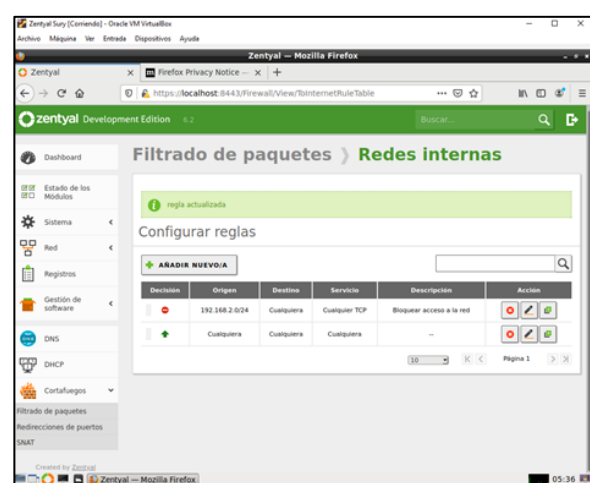 Zentyal Sury [Corriendo] - Oracle VM VirtualBox
Archivo Máquina Ver Entrada Dispositivos Ayuda
Zentyal — Mozilla Firefox
Zentyal
Firefox Privacy Notice —
https://localhost:8443/Firewall/View/ToInternetRuleTable
zentyal Development Edition 6.2
Buscar...
Dashboard
Estado de los
Módulos
Sistema
Red
Registros
Gestión de
software
DNS
DHCP
Cortafuegos
Filtrado de paquetes
Redirecciones de puertos
SNAT
Created by Zentyal
Filtrado de paquetes ⟩ Redes internas
regla actualizada
Configurar reglas
+ AÑADIR NUEVO/A
Decisión Origen Destino Servicio Descripción Acción
192.168.2.0/24 Cualquiera Cualquier TCP Bloquear acceso a la red
Cualquiera Cualquiera Cualquiera --
10 K < Página 1 > X
Zentyal — Mozilla Firefox
05:36